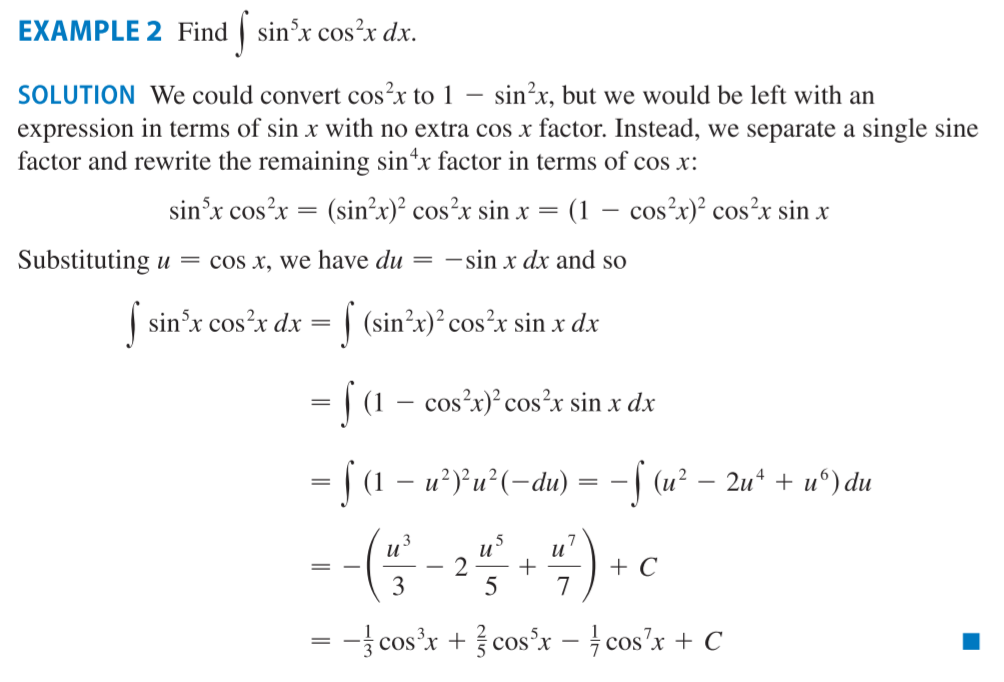 EXAMPLE 2 Find ∫ sin⁵x cos²x dx.
SOLUTION We could convert cos²x to 1 − sin²x, but we would be left with an
expression in terms of sin x with no extra cos x factor. Instead, we separate a single sine
factor and rewrite the remaining sin⁴x factor in terms of cos x:
sin⁵x cos²x = (sin²x)² cos²x sin x = (1 − cos²x)² cos²x sin x
Substituting u = cos x, we have du = −sin x dx and so
∫ sin⁵x cos²x dx = ∫ (sin²x)² cos²x sin x dx
= ∫ (1 − cos²x)² cos²x sin x dx
= ∫ (1 − u²)²u²(−du) = −∫ (u² − 2u⁴ + u⁶) du
= −(u³/3 − 2 u⁵/5 + u⁷/7) + C
= −⅓ cos³x + ⅖ cos⁵x − ⅐ cos⁷x + C